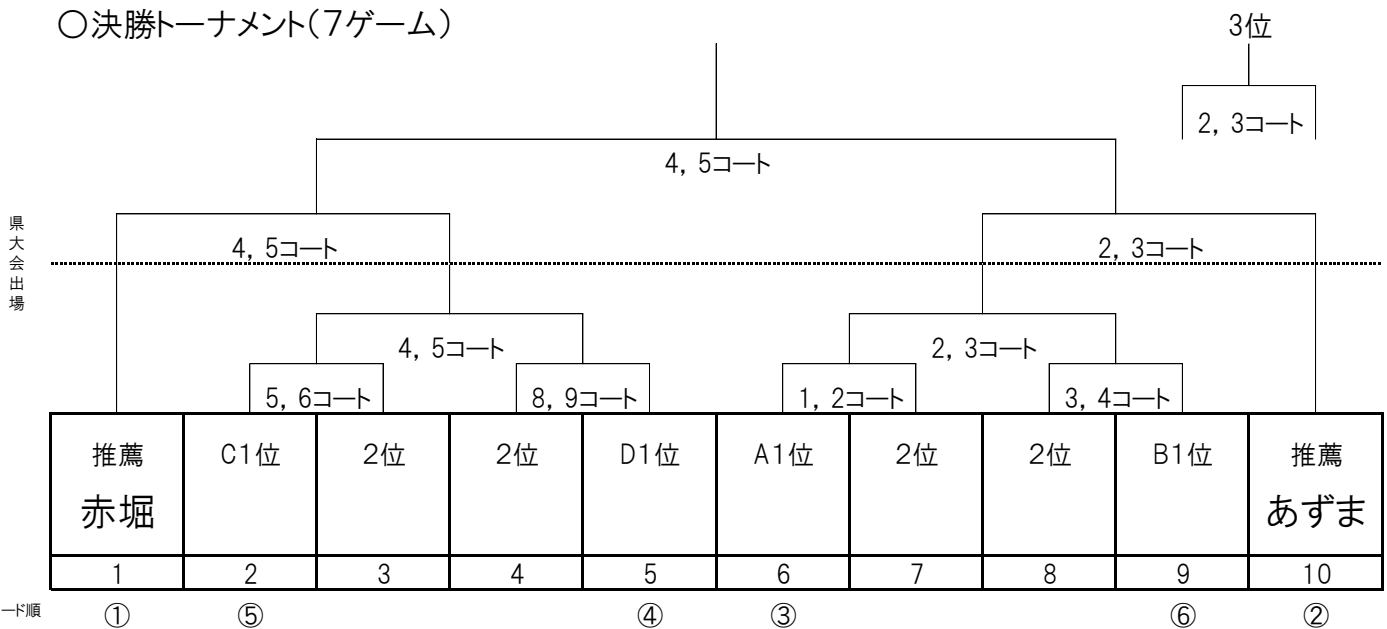 ○決勝トーナメント(7ゲーム)
3位
2, 3コート
4, 5コート
県大会出場
4, 5コート
2, 3コート
4, 5コート
2, 3コート
5, 6コート
8, 9コート
1, 2コート
3, 4コート
推薦 C1位 2位 2位 D1位 A1位 2位 2位 B1位 推薦
赤堀 あずま
1 2 3 4 5 6 7 8 9 10
ード順 ① ⑤ ④ ③ ⑥ ②